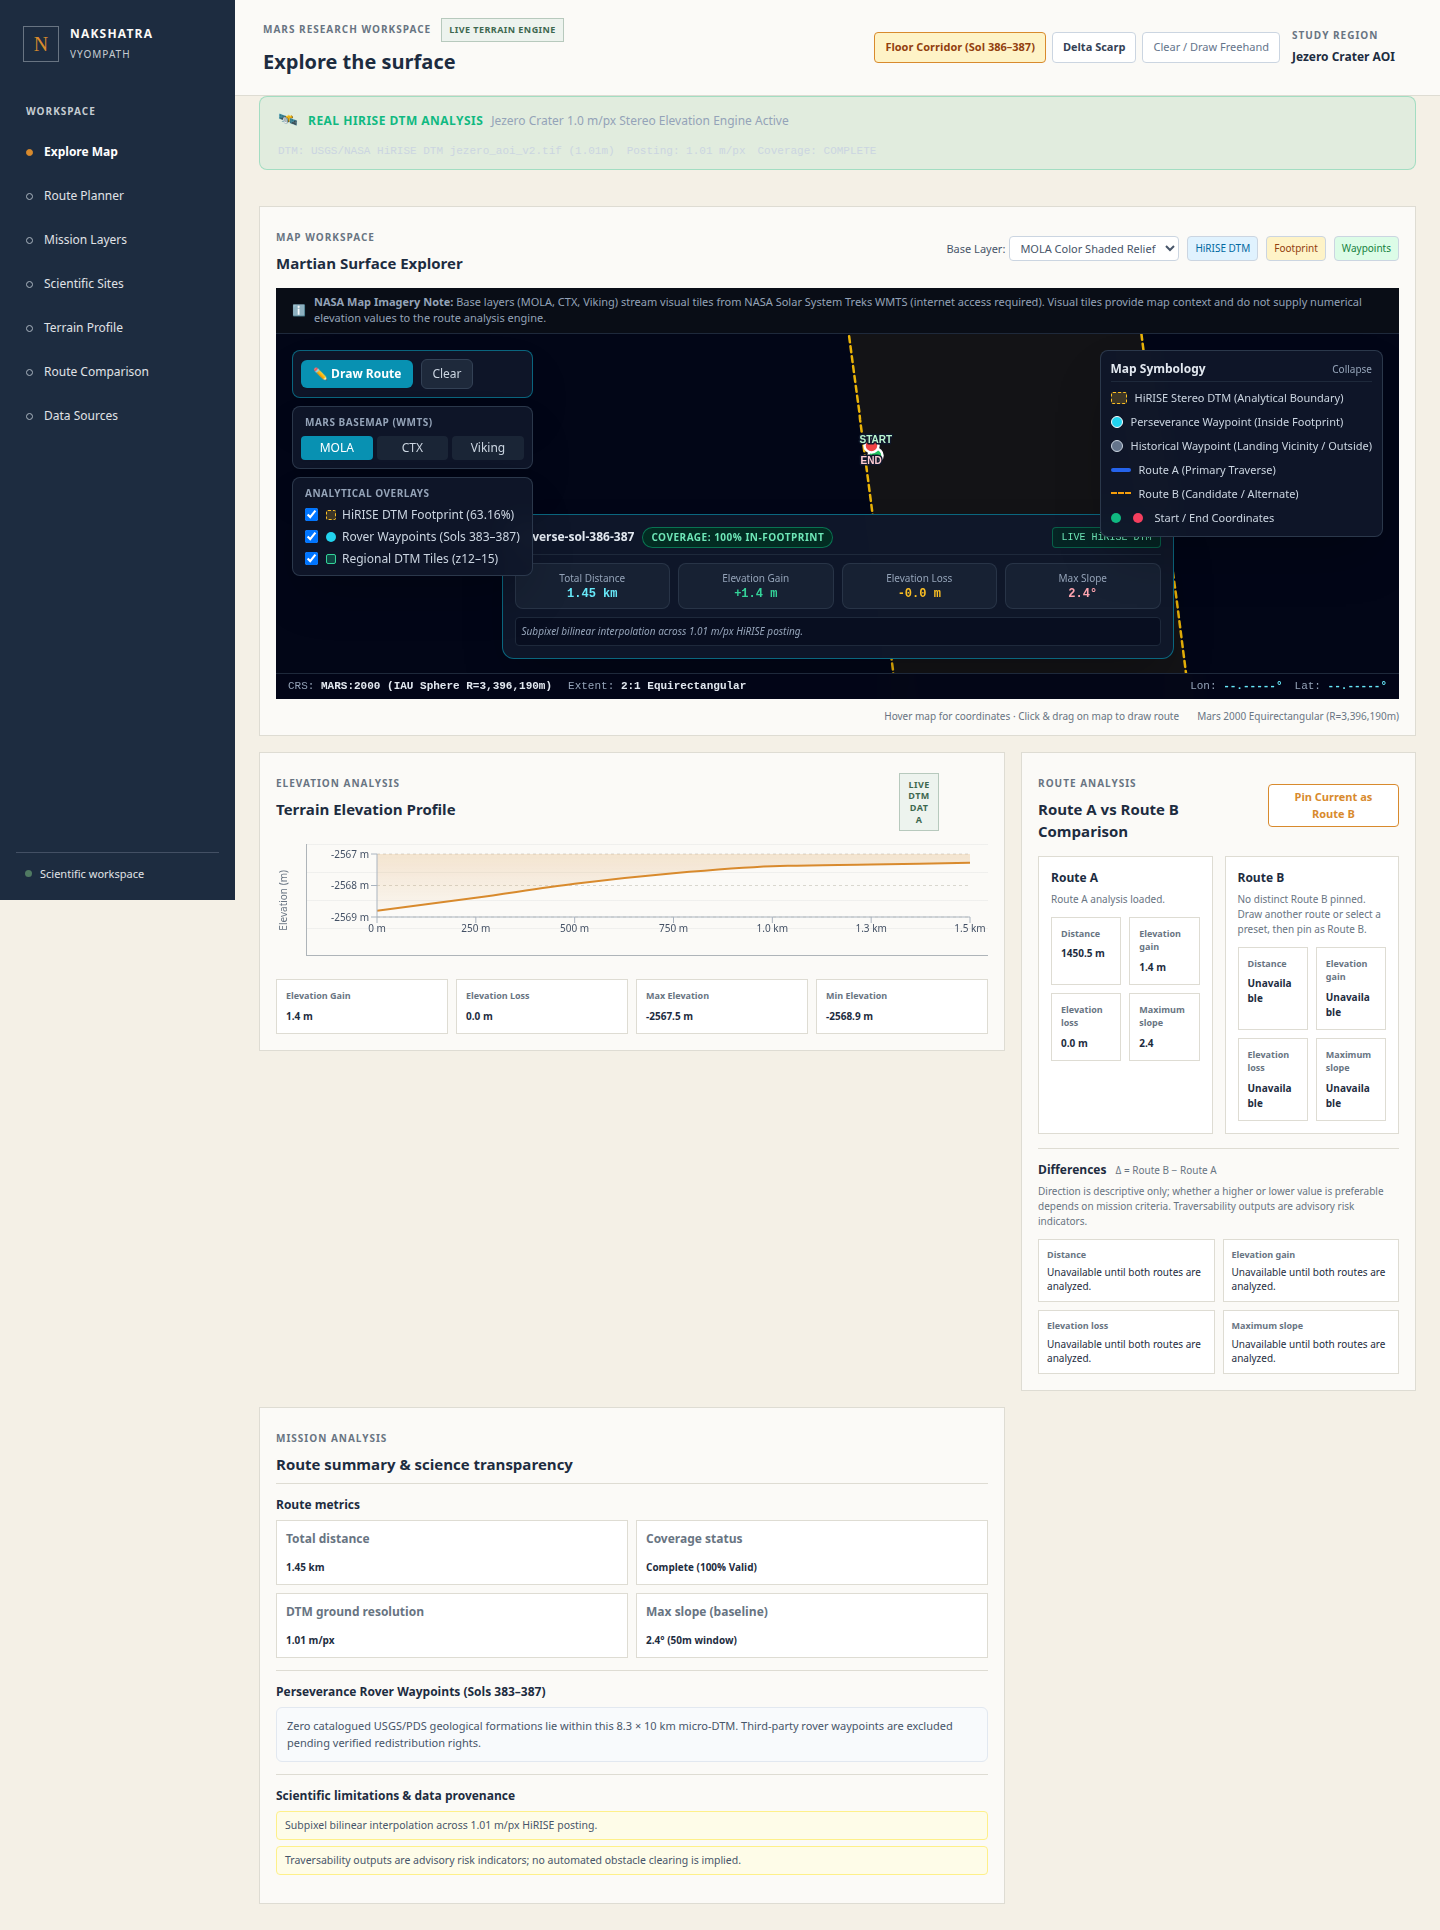 N
NAKSHATRA
VYOMPATH
WORKSPACE
Explore Map
Route Planner
Mission Layers
Scientific Sites
Terrain Profile
Route Comparison
Data Sources
Scientific workspace
MARS RESEARCH WORKSPACE
LIVE TERRAIN ENGINE
Explore the surface
Floor Corridor (Sol 386–387)
Delta Scarp
Clear / Draw Freehand
STUDY REGION
Jezero Crater AOI
REAL HIRISE DTM ANALYSIS Jezero Crater 1.0 m/px Stereo Elevation Engine Active
DTM: USGS/NASA HiRISE DTM jezero_aoi_v2.tif (1.01m) Posting: 1.01 m/px Coverage: COMPLETE
MAP WORKSPACE
Martian Surface Explorer
Base Layer: MOLA Color Shaded Relief
HiRISE DTM
Footprint
Waypoints
NASA Map Imagery Note: Base layers (MOLA, CTX, Viking) stream visual tiles from NASA Solar System Treks WMTS (internet access required). Visual tiles provide map context and do not supply numerical
elevation values to the route analysis engine.
Draw Route
Clear
MARS BASEMAP (WMTS)
MOLA CTX Viking
ANALYTICAL OVERLAYS
HiRISE DTM Footprint (63.16%)
Rover Waypoints (Sols 383–387)
Regional DTM Tiles (z12–15)
START
END
Map Symbology
Collapse
HiRISE Stereo DTM (Analytical Boundary)
Perseverance Waypoint (Inside Footprint)
Historical Waypoint (Landing Vicinity / Outside)
Route A (Primary Traverse)
Route B (Candidate / Alternate)
Start / End Coordinates
verse-sol-386-387
COVERAGE: 100% IN-FOOTPRINT
LIVE HiRISE DTM
Total Distance
1.45 km
Elevation Gain
+1.4 m
Elevation Loss
-0.0 m
Max Slope
2.4°
Subpixel bilinear interpolation across 1.01 m/px HiRISE posting.
CRS: MARS:2000 (IAU Sphere R=3,396,190m) Extent: 2:1 Equirectangular
Lon: --.-----° Lat: --.-----°
Hover map for coordinates · Click & drag on map to draw route
Mars 2000 Equirectangular (R=3,396,190m)
ELEVATION ANALYSIS
Terrain Elevation Profile
LIVE
DTM
DAT
A
Elevation (m)
-2567 m
-2568 m
-2569 m
0 m 250 m 500 m 750 m 1.0 km 1.3 km 1.5 km
Elevation Gain
1.4 m
Elevation Loss
0.0 m
Max Elevation
-2567.5 m
Min Elevation
-2568.9 m
ROUTE ANALYSIS
Route A vs Route B
Comparison
Pin Current as
Route B
Route A
Route A analysis loaded.
Distance
1450.5 m
Elevation
gain
1.4 m
Elevation
loss
0.0 m
Maximum
slope
2.4
Route B
No distinct Route B pinned.
Draw another route or select a
preset, then pin as Route B.
Distance
Unavaila
ble
Elevation
gain
Unavaila
ble
Elevation
loss
Unavaila
ble
Maximum
slope
Unavaila
ble
Differences Δ = Route B − Route A
Direction is descriptive only; whether a higher or lower value is preferable
depends on mission criteria. Traversability outputs are advisory risk
indicators.
Distance
Unavailable until both routes are
analyzed.
Elevation gain
Unavailable until both routes are
analyzed.
Elevation loss
Unavailable until both routes are
analyzed.
Maximum slope
Unavailable until both routes are
analyzed.
MISSION ANALYSIS
Route summary & science transparency
Route metrics
Total distance
1.45 km
Coverage status
Complete (100% Valid)
DTM ground resolution
1.01 m/px
Max slope (baseline)
2.4° (50m window)
Perseverance Rover Waypoints (Sols 383–387)
Zero catalogued USGS/PDS geological formations lie within this 8.3 × 10 km micro-DTM. Third-party rover waypoints are excluded
pending verified redistribution rights.
Scientific limitations & data provenance
Subpixel bilinear interpolation across 1.01 m/px HiRISE posting.
Traversability outputs are advisory risk indicators; no automated obstacle clearing is implied.